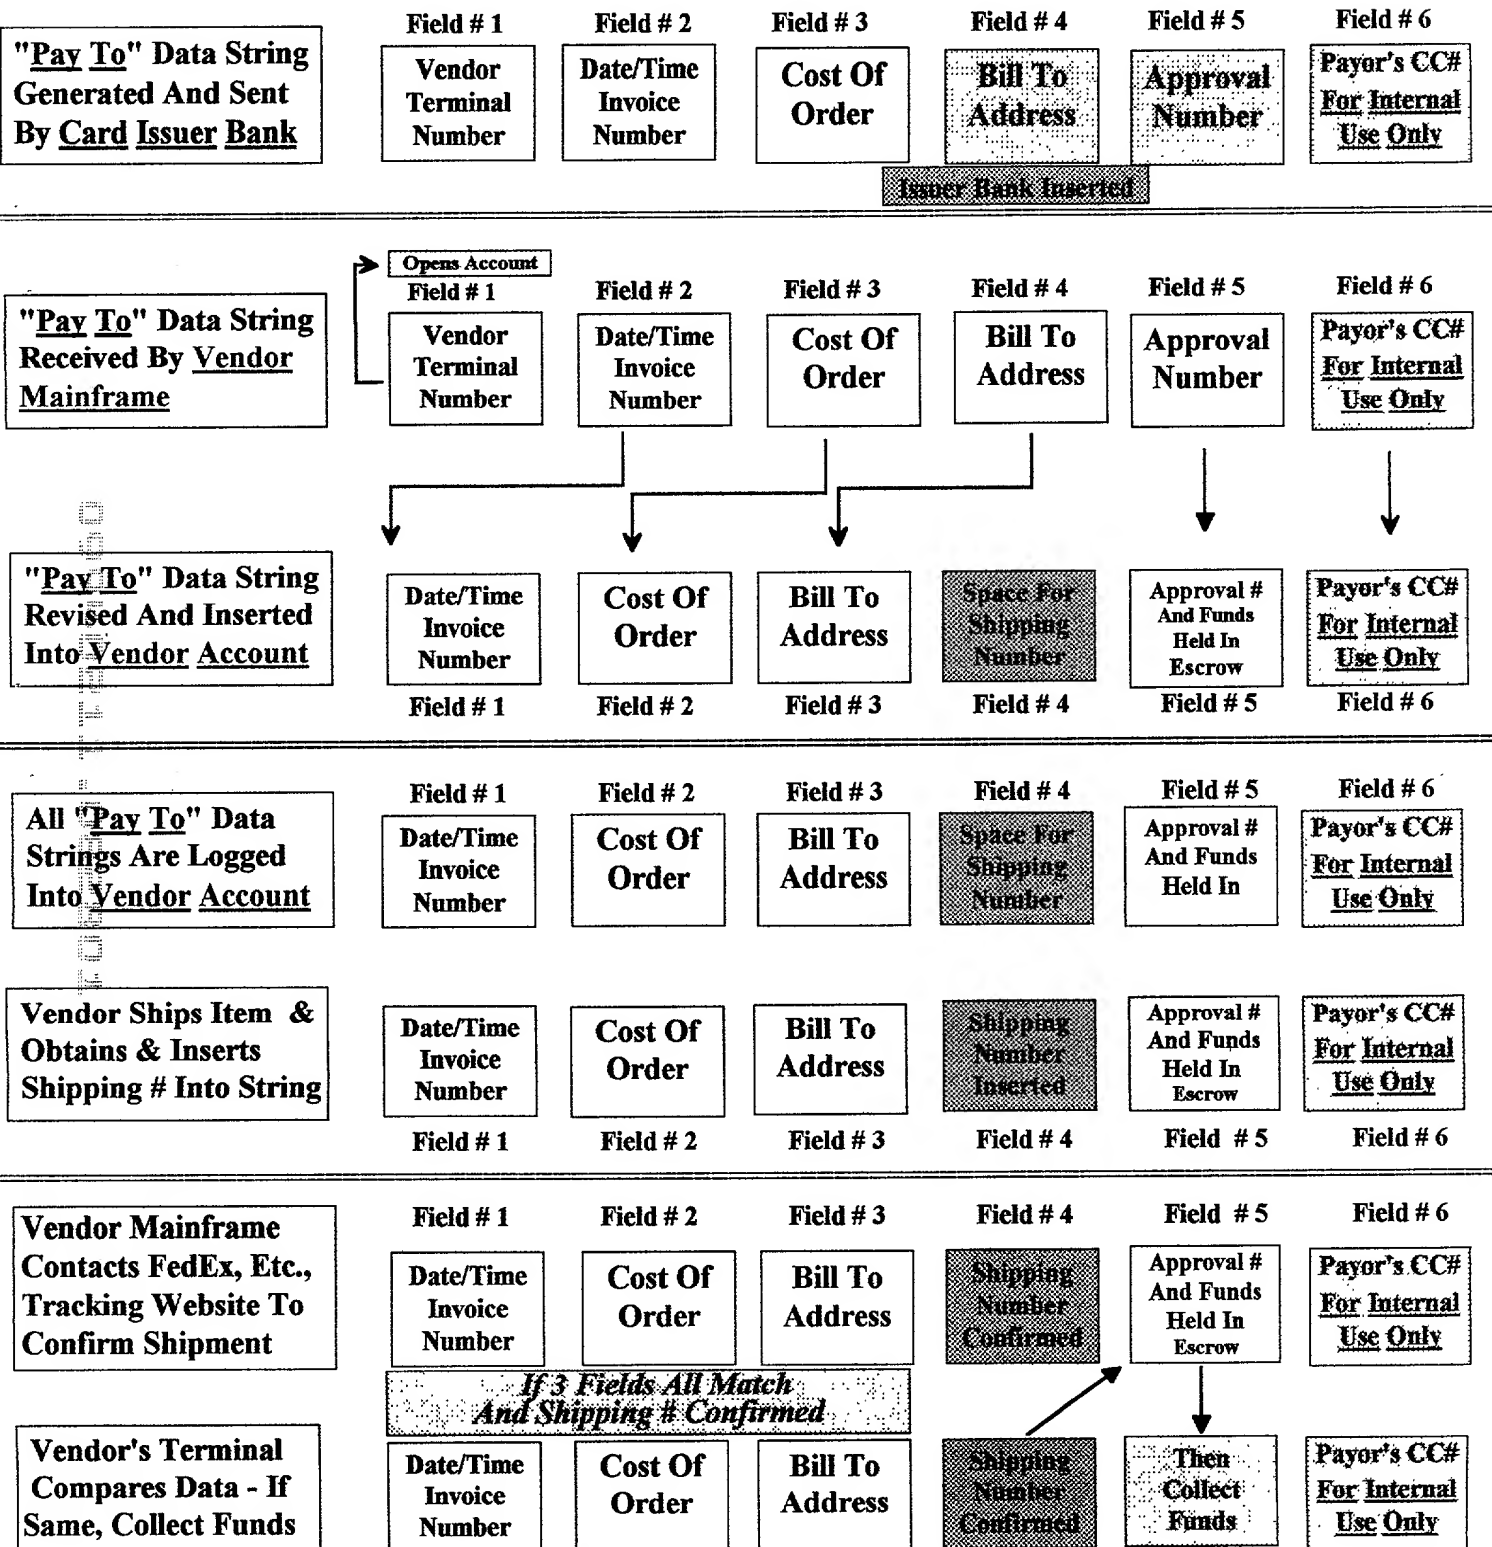 Field # 1
Field # 2
Field # 3
Field # 4
Field # 5
Field # 6
"Pay To" Data String
Generated And Sent
By Card Issuer Bank
Vendor
Terminal
Number
Date/Time
Invoice
Number
Cost Of
Order
Bill To
Address
Approval
Number
Payor's CC#
For Internal
Use Only
Issuer Bank Inserted
Opens Account
Field # 1
Field # 2
Field # 3
Field # 4
Field # 5
Field # 6
"Pay To" Data String
Received By Vendor
Mainframe
Vendor
Terminal
Number
Date/Time
Invoice
Number
Cost Of
Order
Bill To
Address
Approval
Number
Payor's CC#
For Internal
Use Only
"Pay To" Data String
Revised And Inserted
Into Vendor Account
Date/Time
Invoice
Number
Cost Of
Order
Bill To
Address
Space For
Shipping
Number
Approval #
And Funds
Held In
Escrow
Payor's CC#
For Internal
Use Only
Field # 1
Field # 2
Field # 3
Field # 4
Field # 5
Field # 6
Field # 1
Field # 2
Field # 3
Field # 4
Field # 5
Field # 6
All "Pay To" Data
Strings Are Logged
Into Vendor Account
Date/Time
Invoice
Number
Cost Of
Order
Bill To
Address
Space For
Shipping
Number
Approval #
And Funds
Held In
Payor's CC#
For Internal
Use Only
Vendor Ships Item &
Obtains & Inserts
Shipping # Into String
Date/Time
Invoice
Number
Cost Of
Order
Bill To
Address
Shipping
Number
Inserted
Approval #
And Funds
Held In
Escrow
Payor's CC#
For Internal
Use Only
Field # 1
Field # 2
Field # 3
Field # 4
Field # 5
Field # 6
Field # 1
Field # 2
Field # 3
Field # 4
Field # 5
Field # 6
Vendor Mainframe
Contacts FedEx, Etc.,
Tracking Website To
Confirm Shipment
Date/Time
Invoice
Number
Cost Of
Order
Bill To
Address
Shipping
Number
Confirmed
Approval #
And Funds
Held In
Escrow
Payor's CC#
For Internal
Use Only
If 3 Fields All Match
And Shipping # Confirmed
Vendor's Terminal
Compares Data - If
Same, Collect Funds
Date/Time
Invoice
Number
Cost Of
Order
Bill To
Address
Shipping
Number
Confirmed
Then
Collect
Funds
Payor's CC#
For Internal
Use Only